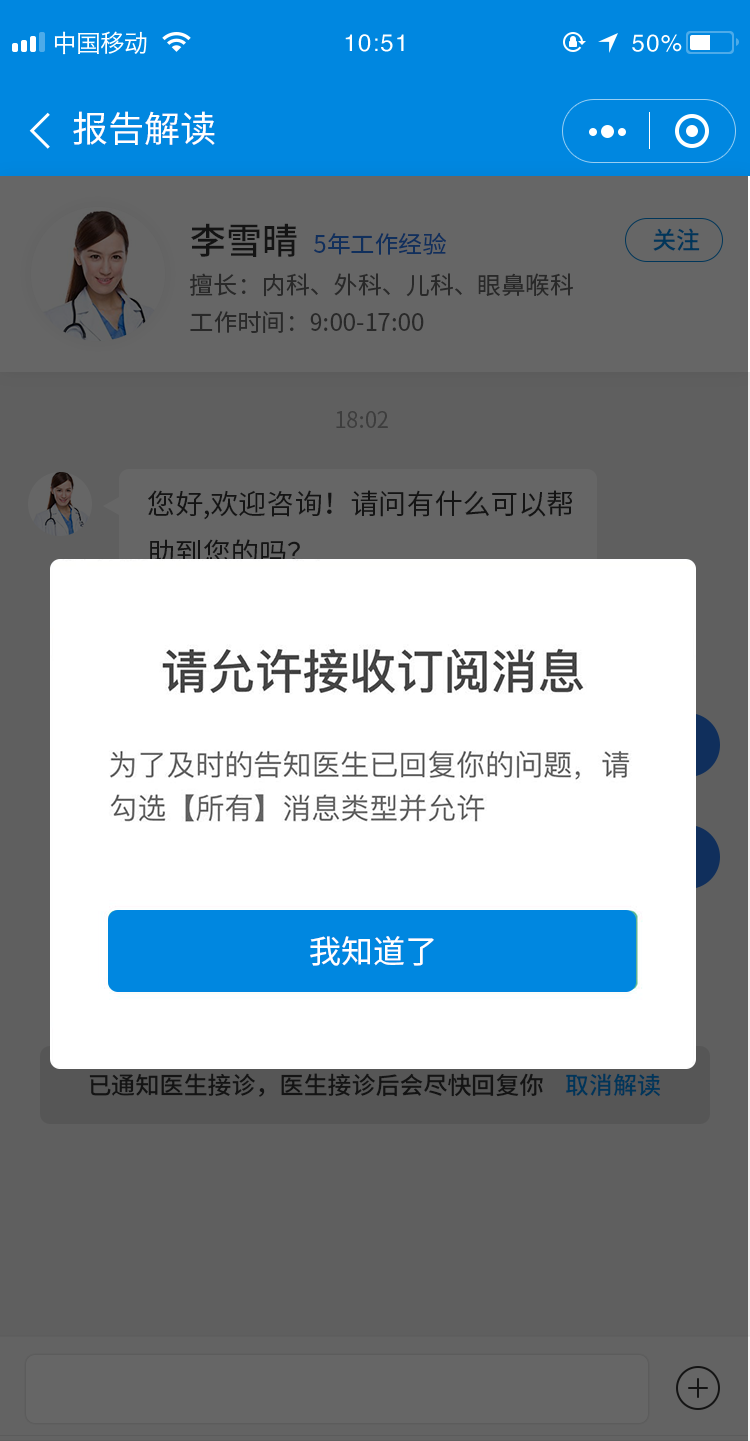 中国移动
10:51
50%
报告解读
李雪晴 5年工作经验
关注
擅长：内科、外科、儿科、眼鼻喉科
工作时间：9:00-17:00
18:02
您好,欢迎咨询！请问有什么可以帮
助到您的吗?
请允许接收订阅消息
为了及时的告知医生已回复你的问题，请
勾选【所有】消息类型并允许
我知道了
已通知医生接诊，医生接诊后会尽快回复你 取消解读